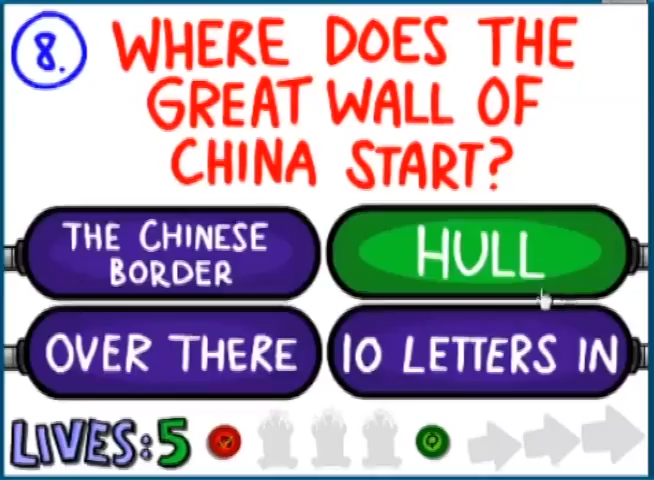 8.
WHERE DOES THE
GREAT WALL OF
CHINA START?
THE CHINESE
BORDER
HULL
OVER THERE
10 LETTERS IN
LIVES:5